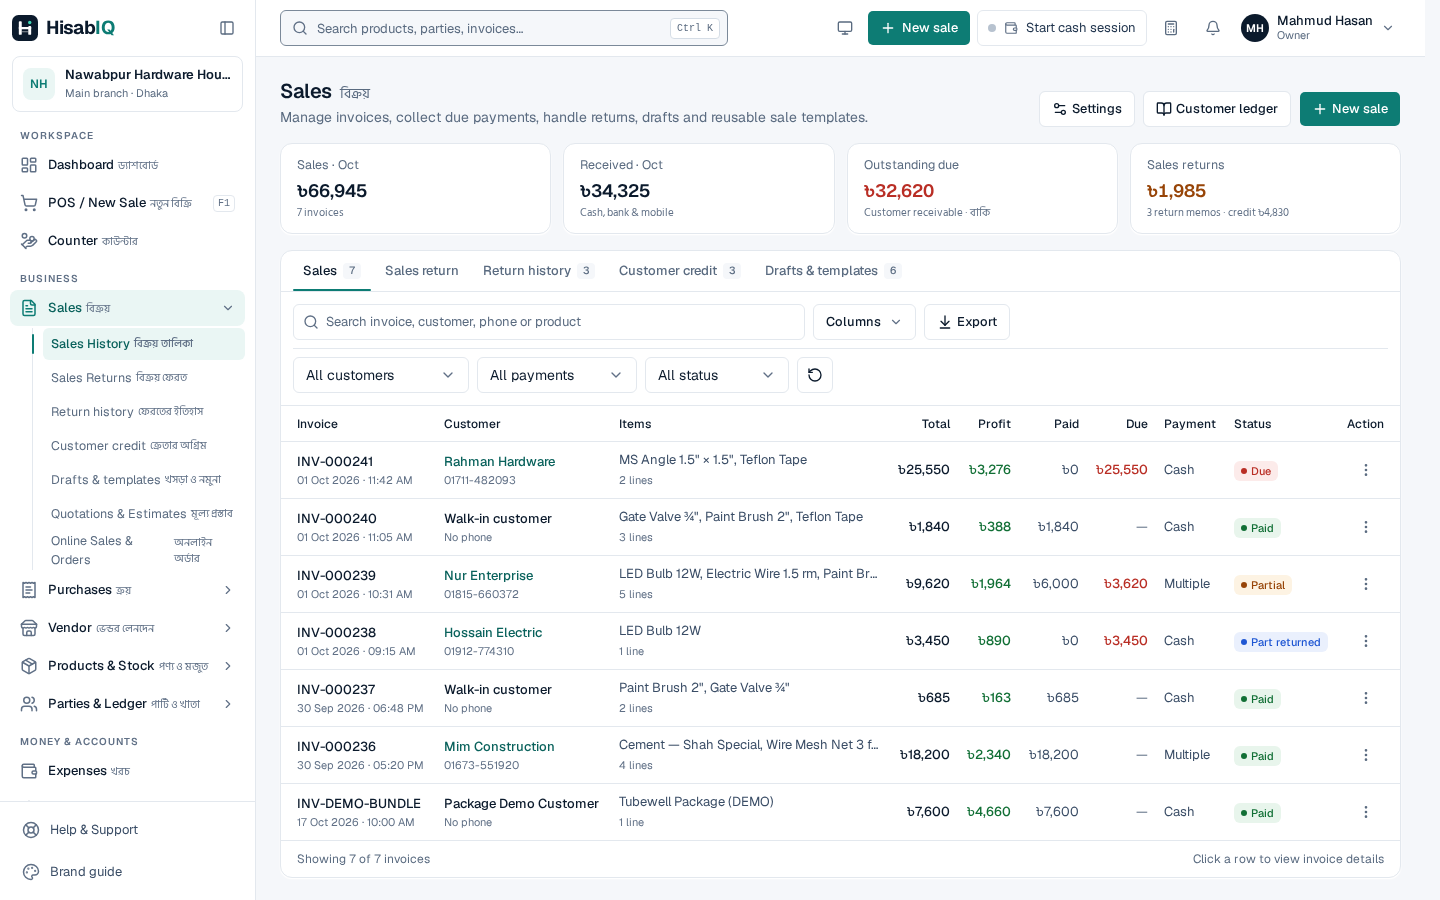 HisabIQ
NH
Nawabpur Hardware Hou...
Main branch · Dhaka
WORKSPACE
Dashboard ড্যাশবোর্ড
POS / New Sale নতুন বিক্রি F1
Counter কাউন্টার
BUSINESS
Sales বিক্রয়
Sales History বিক্রয় তালিকা
Sales Returns বিক্রয় ফেরত
Return history ফেরতের ইতিহাস
Customer credit ক্রেতার অগ্রিম
Drafts & templates খসড়া ও নমুনা
Quotations & Estimates মূল্য প্রস্তাব
Online Sales & Orders অনলাইন অর্ডার
Purchases ক্রয়
Vendor ভেন্ডর লেনদেন
Products & Stock পণ্য ও মজুত
Parties & Ledger পার্টি ও খাতা
MONEY & ACCOUNTS
Expenses খরচ
Help & Support
Brand guide
Search products, parties, invoices... Ctrl K
New sale
Start cash session
MH
Mahmud Hasan
Owner
Sales বিক্রয়
Manage invoices, collect due payments, handle returns, drafts and reusable sale templates.
Settings
Customer ledger
New sale
Sales · Oct
৳66,945
7 invoices
Received · Oct
৳34,325
Cash, bank & mobile
Outstanding due
৳32,620
Customer receivable · বাকি
Sales returns
৳1,985
3 return memos · credit ৳4,830
Sales 7 Sales return Return history 3 Customer credit 3 Drafts & templates 6
Search invoice, customer, phone or product
Columns
Export
All customers
All payments
All status
Invoice Customer Items Total Profit Paid Due Payment Status Action
INV-000241 Rahman Hardware MS Angle 1.5" × 1.5", Teflon Tape ৳25,550 ৳3,276 ৳0 ৳25,550 Cash Due
01 Oct 2026 · 11:42 AM 01711-482093 2 lines
INV-000240 Walk-in customer Gate Valve ¾", Paint Brush 2", Teflon Tape ৳1,840 ৳388 ৳1,840 — Cash Paid
01 Oct 2026 · 11:05 AM No phone 3 lines
INV-000239 Nur Enterprise LED Bulb 12W, Electric Wire 1.5 rm, Paint Br... ৳9,620 ৳1,964 ৳6,000 ৳3,620 Multiple Partial
01 Oct 2026 · 10:31 AM 01815-660372 5 lines
INV-000238 Hossain Electric LED Bulb 12W ৳3,450 ৳890 ৳0 ৳3,450 Cash Part returned
01 Oct 2026 · 09:15 AM 01912-774310 1 line
INV-000237 Walk-in customer Paint Brush 2", Gate Valve ¾" ৳685 ৳163 ৳685 — Cash Paid
30 Sep 2026 · 06:48 PM No phone 2 lines
INV-000236 Mim Construction Cement — Shah Special, Wire Mesh Net 3 f... ৳18,200 ৳2,340 ৳18,200 — Multiple Paid
30 Sep 2026 · 05:20 PM 01673-551920 4 lines
INV-DEMO-BUNDLE Package Demo Customer Tubewell Package (DEMO) ৳7,600 ৳4,660 ৳7,600 — Cash Paid
17 Oct 2026 · 10:00 AM No phone 1 line
Showing 7 of 7 invoices
Click a row to view invoice details